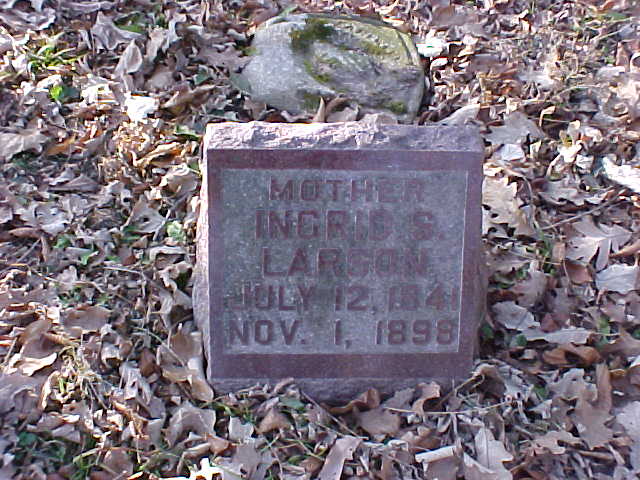 MOTHER
INGRID S.
LARSON
JULY 12, 1841
NOV. 1, 1898